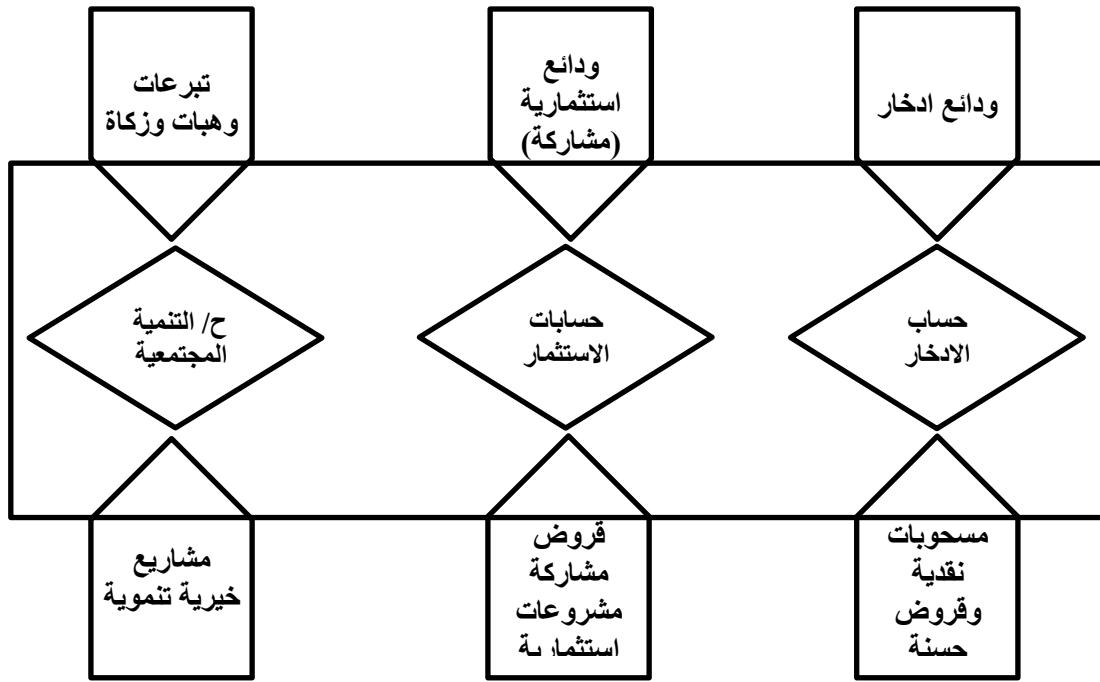 ودائع ادخار
ودائع
استثمارية
(مشاركة)
تبرعات
وهبات وزكاة
حساب
الادخار
حسابات
الاستثمار
ح/ التنمية
المجتمعية
مسحوبات
نقدية
وقروض
حسنة
قروض
مشاركة
مشروعات
استثمارية
مشاريع
خيرية تنموية